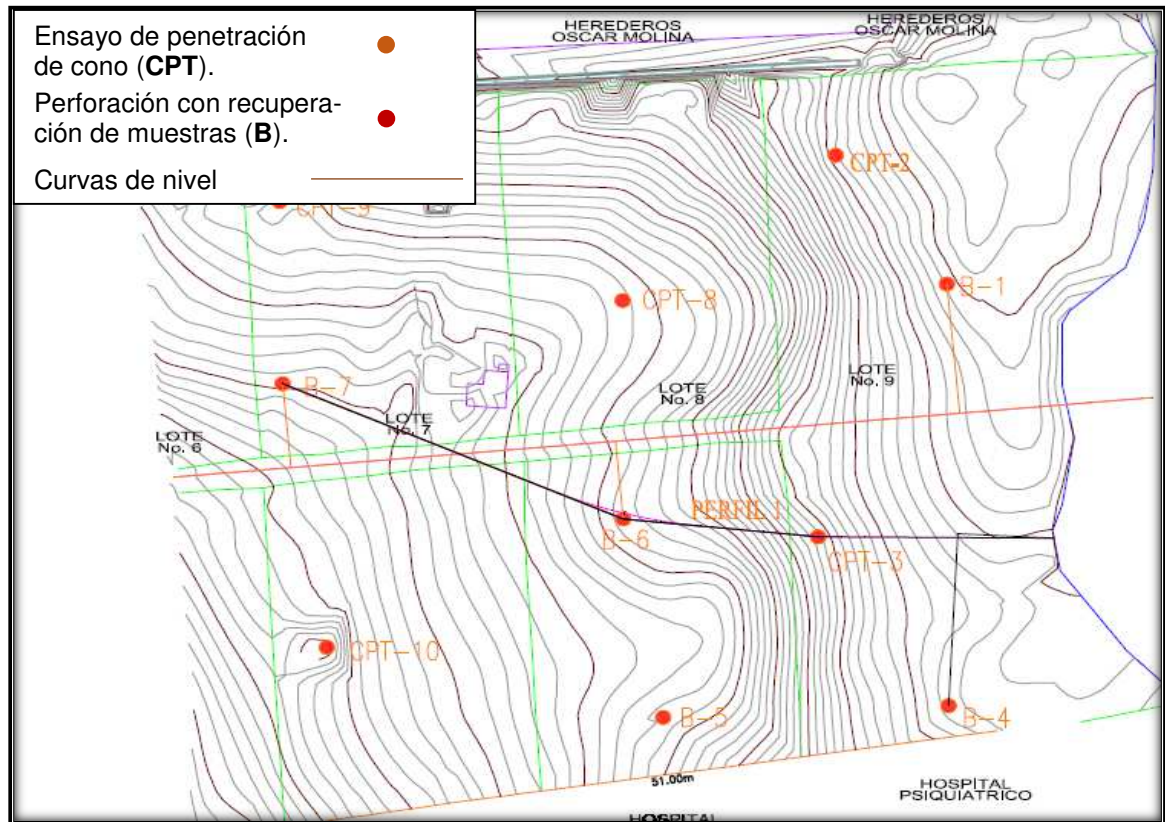 Ensayo de penetración
de cono (CPT).
Perforación con recupera-
ción de muestras (B).
Curvas de nivel
HEREDEROS
OSCAR MOLINA
HEREDEROS
OSCAR MOLINA
CPT-2
CPT-9
B-1
CPT-8
B-7
LOTE
No. 9
LOTE
No. 8
LOTE
No. 7
LOTE
No. 6
PERFIL 1
B-6
CPT-3
CPT-10
B-5
B-4
51.00m
HOSPITAL
PSIQUIATRICO
HOSPITAL